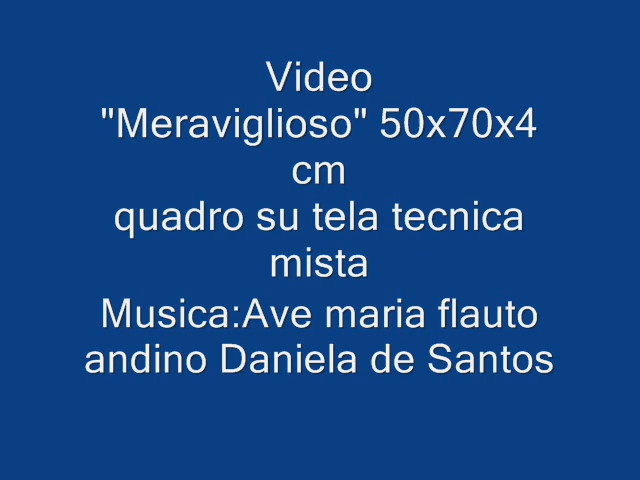 Video
"Meraviglioso" 50x70x4
cm
quadro su tela tecnica
mista
Musica:Ave maria flauto
andino Daniela de Santos